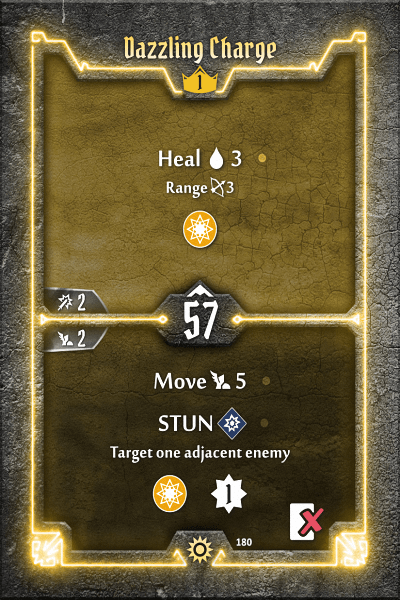 Dazzling Charge
1
Heal 3
Range 3
2
57
2
Move 5
STUN
Target one adjacent enemy
1
180